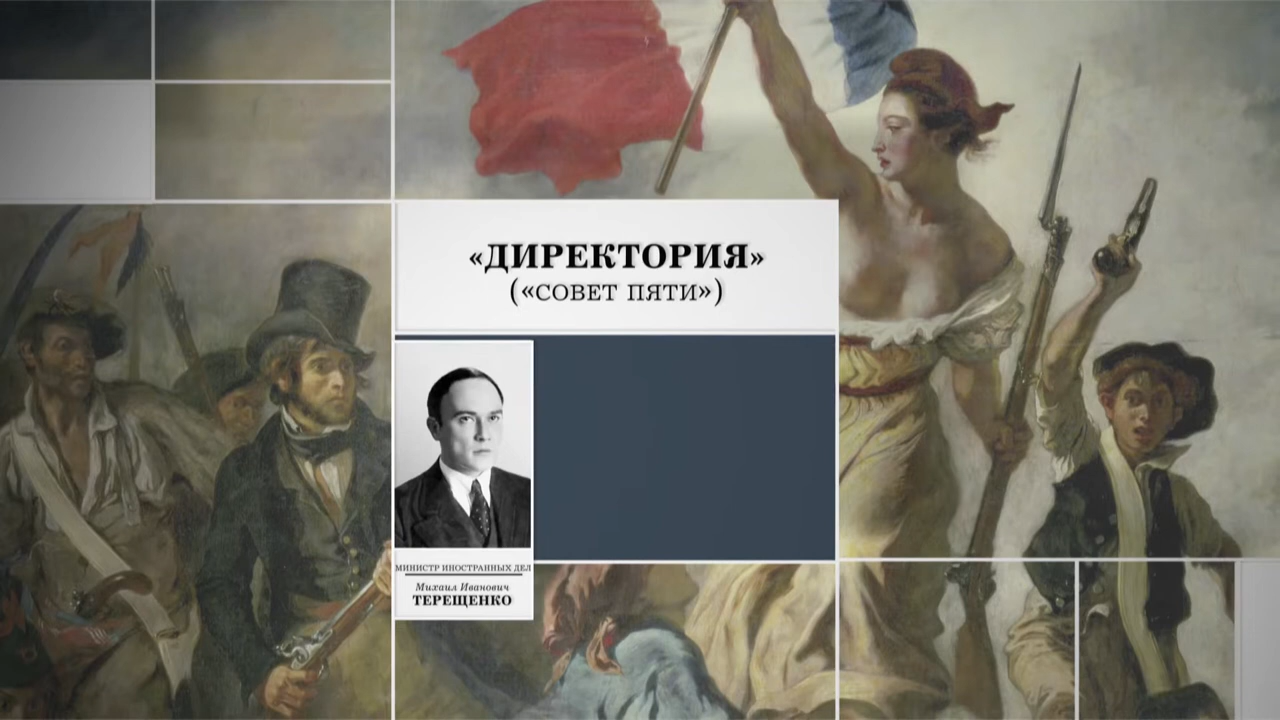 «ДИРЕКТОРИЯ»
(«СОВЕТ ПЯТИ»)
МИНИСТР ИНОСТРАННЫХ ДЕЛ
Михаил Иванович
ТЕРЕЩЕНКО